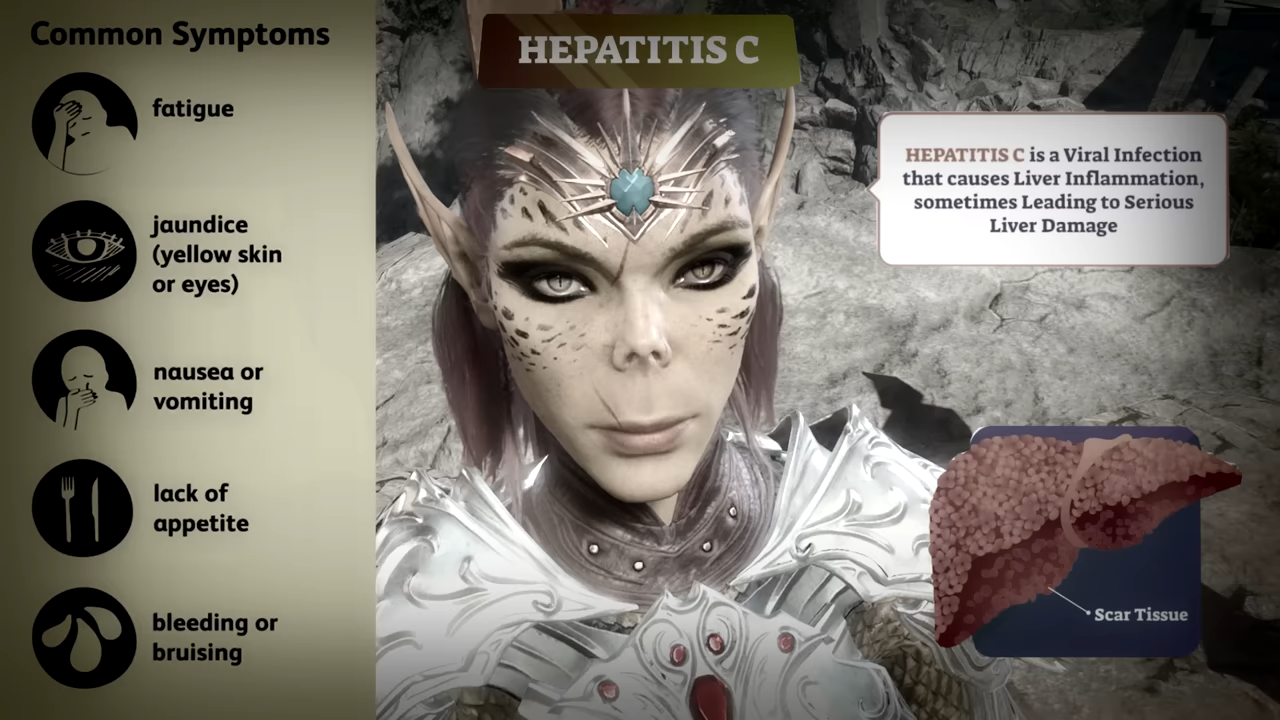 Common Symptoms
fatigue
jaundice
(yellow skin
or eyes)
nausea or
vomiting
lack of
appetite
bleeding or
bruising
HEPATITIS C
HEPATITIS C is a Viral Infection
that causes Liver Inflammation,
sometimes Leading to Serious
Liver Damage
Scar Tissue